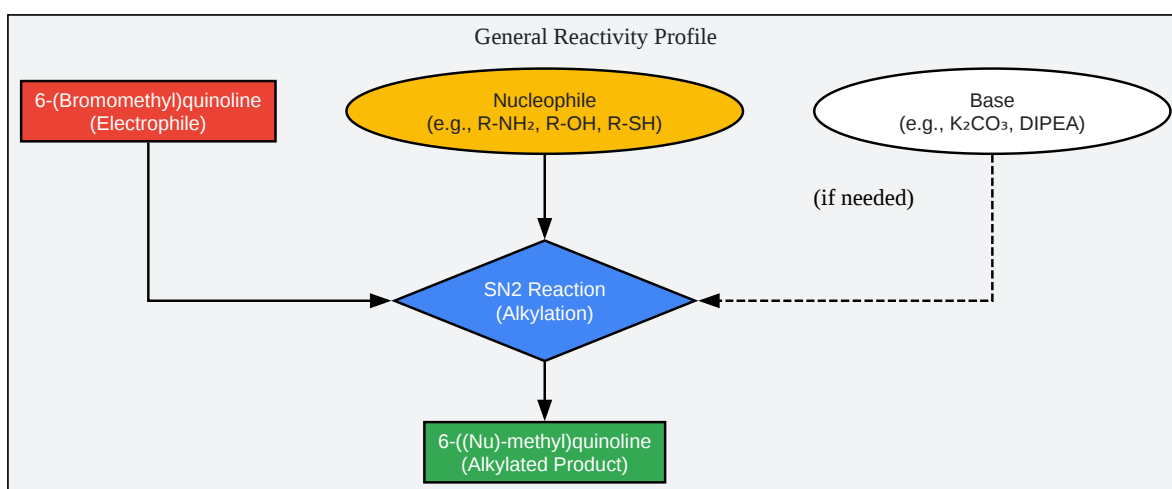 General Reactivity Profile
6-(Bromomethyl)quinoline
(Electrophile)
Nucleophile
(e.g., R-NH₂, R-OH, R-SH)
Base
(e.g., K₂CO₃, DIPEA)
(if needed)
SN2 Reaction
(Alkylation)
6-((Nu)-methyl)quinoline
(Alkylated Product)